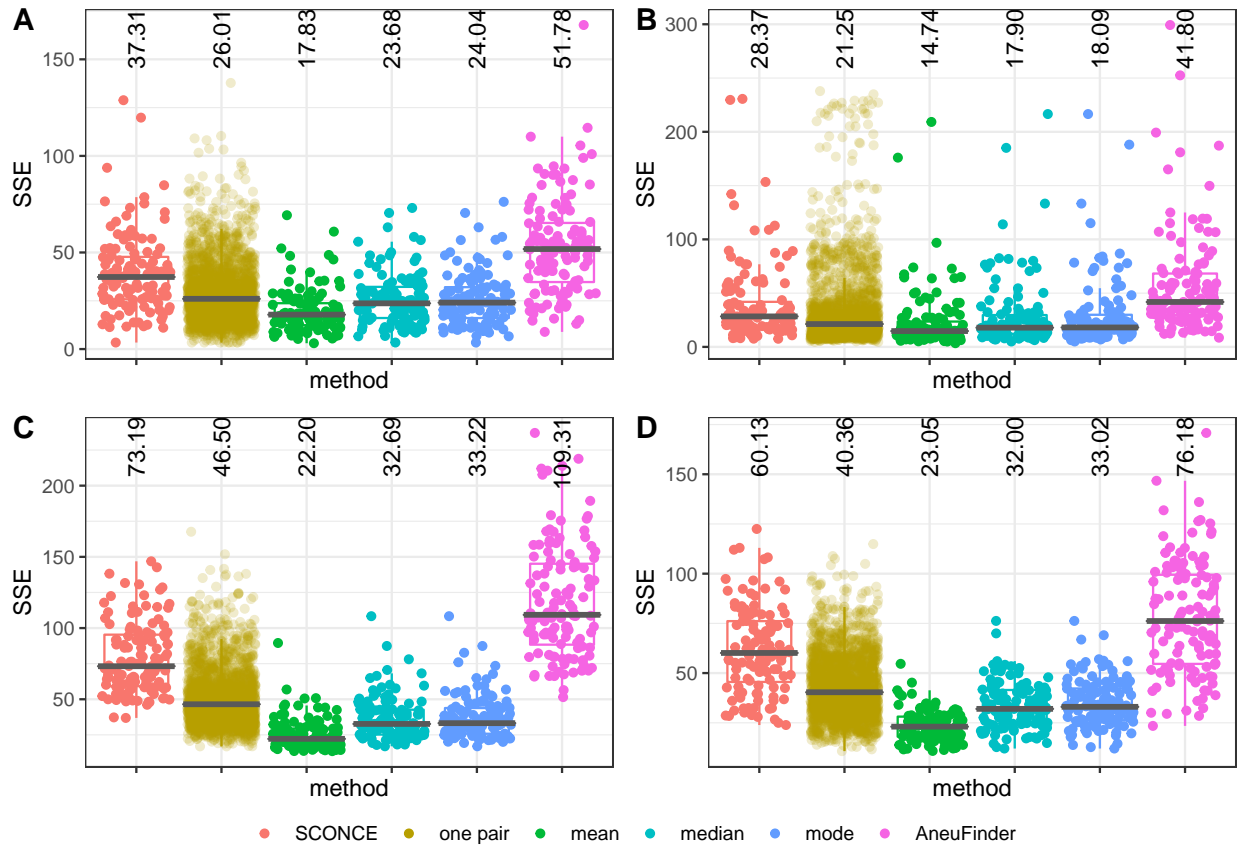 A
37.31 26.01 17.83 23.68 24.04 51.78
150
100
50
0
SSE
method
B
28.37 21.25 14.74 17.90 18.09 41.80
300
200
100
0
SSE
method
C
73.19 46.50 22.20 32.69 33.22 109.31
200
150
100
50
SSE
method
D
60.13 40.36 23.05 32.00 33.02 76.18
150
100
50
SSE
method
SCONCE one pair mean median mode AneuFinder